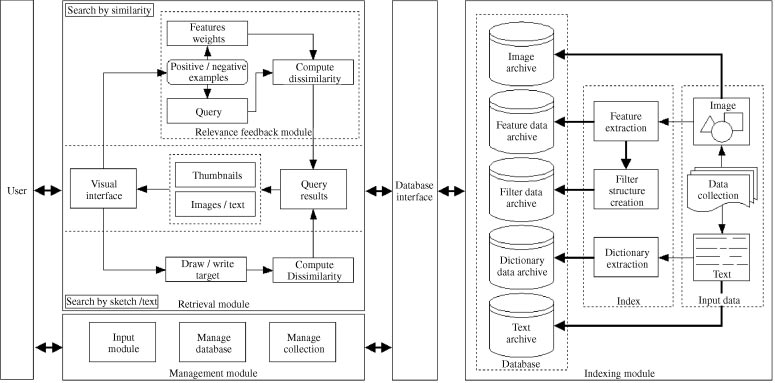 User
Search by similarity
Features
weights
Positive / negative
examples
Query
Compute
dissimilarity
Relevance feedback module
Visual
interface
Thumbnails
Images / text
Query
results
Draw / write
target
Compute
Dissimilarity
Search by sketch /text
Retrieval module
Input
module
Manage
database
Manage
collection
Management module
Database
interface
Image
archive
Feature data
archive
Filter data
archive
Dictionary
data archive
Text
archive
Database
Feature
extraction
Filter
structure
creation
Dictionary
extraction
Index
Image
Data
collection
Text
Input data
Indexing module